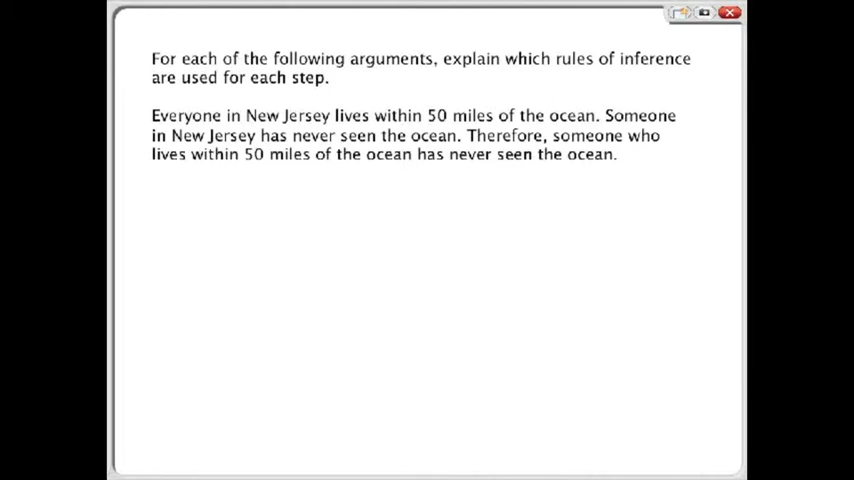 For each of the following arguments, explain which rules of inference
are used for each step.
Everyone in New Jersey lives within 50 miles of the ocean. Someone
in New Jersey has never seen the ocean. Therefore, someone who
lives within 50 miles of the ocean has never seen the ocean.